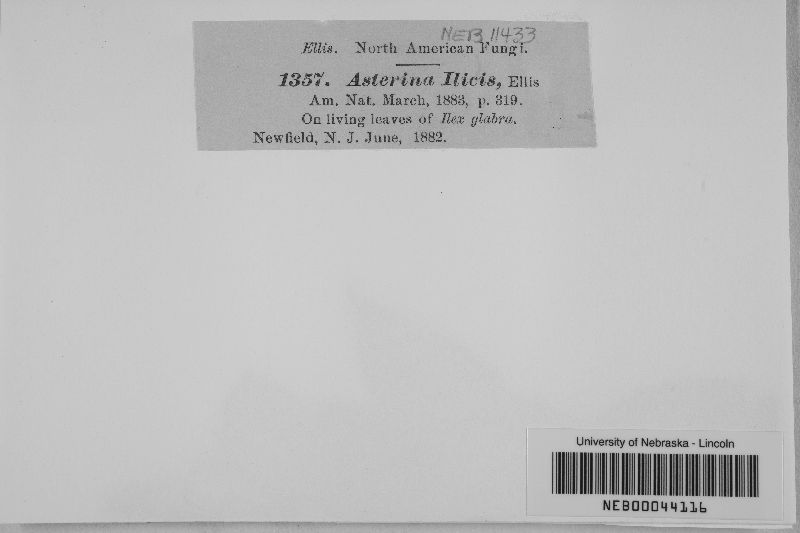 NEB 11433
Ellis. North American Fungi.
1357. Asterina Ilicis, Ellis
Am. Nat. March, 1883, p. 319.
On living leaves of Ilex glabra.
Newfield, N. J. June, 1882.
University of Nebraska - Lincoln
NEB00044116